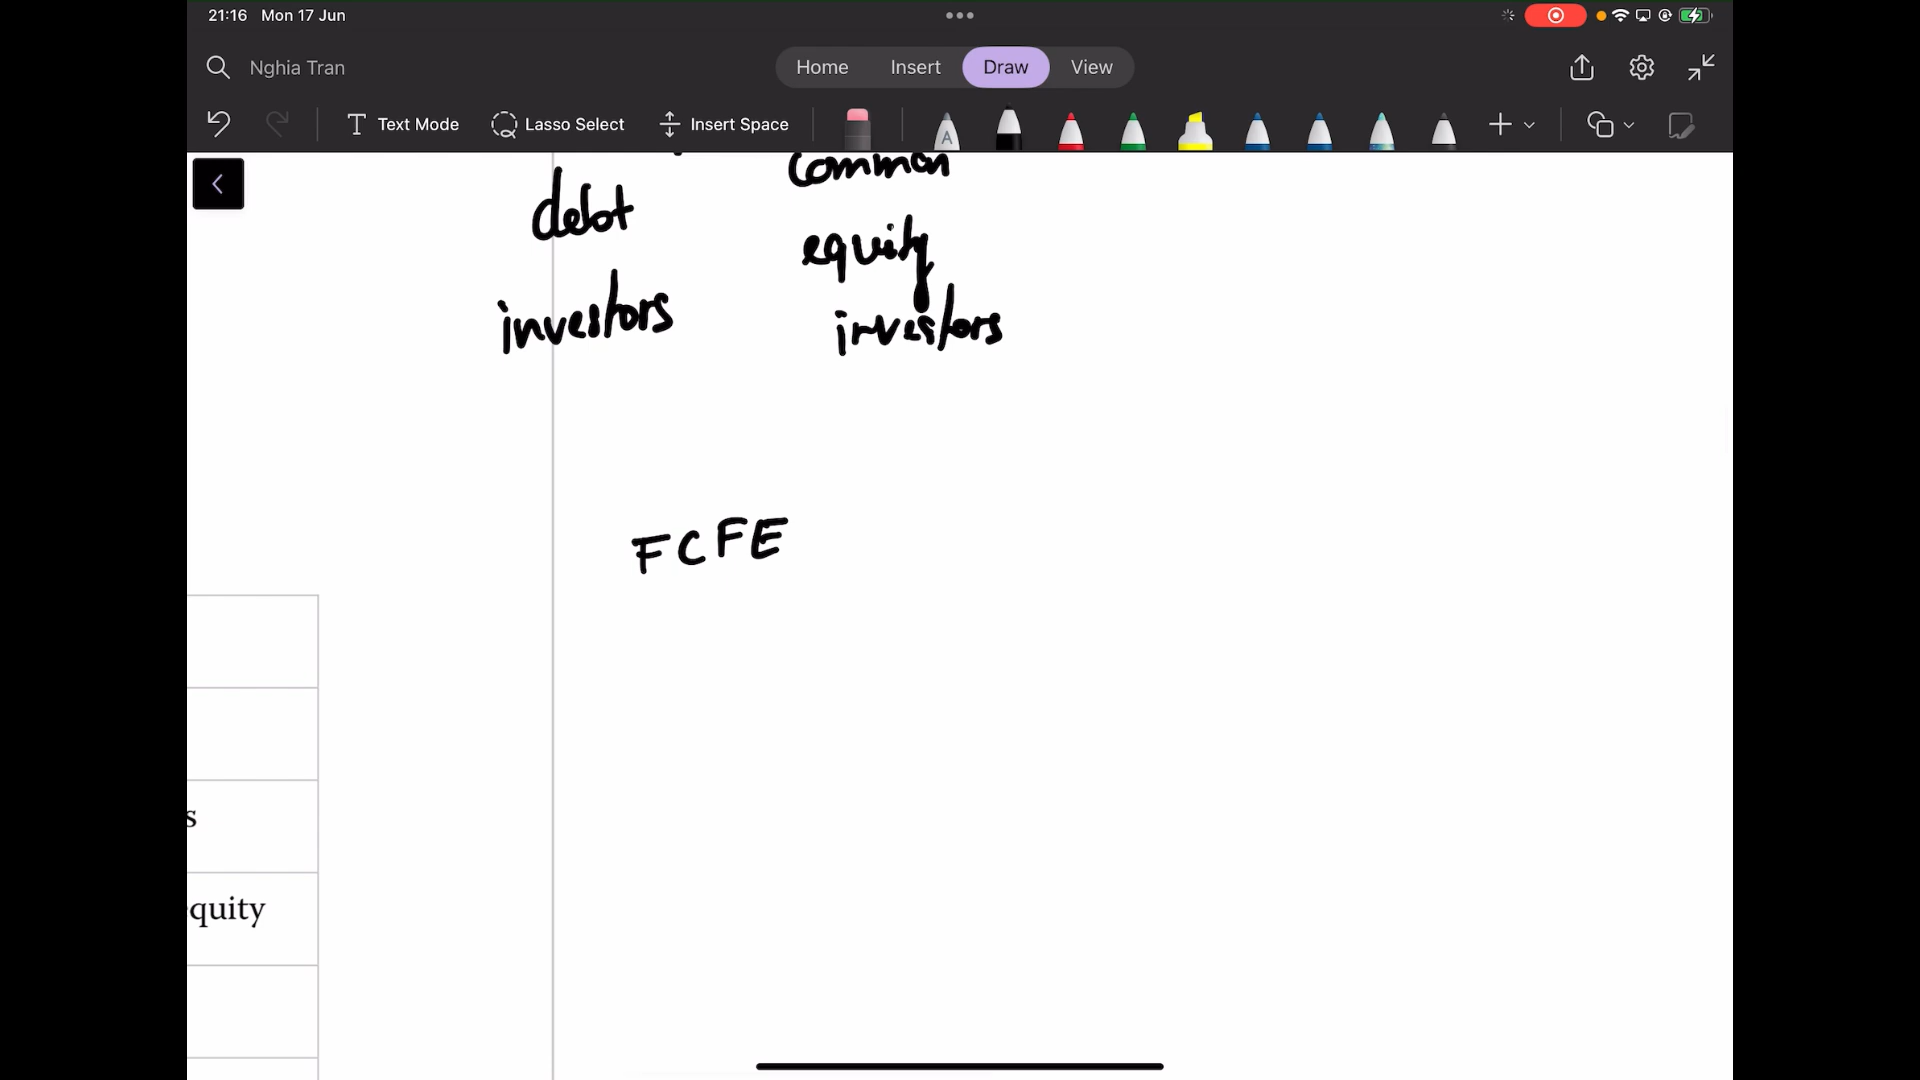 21:16 Mon 17 Jun
Nghia Tran
Home Insert Draw View
Text Mode Lasso Select Insert Space
A
common
debt
equity
investors investors
FCFE
s
quity